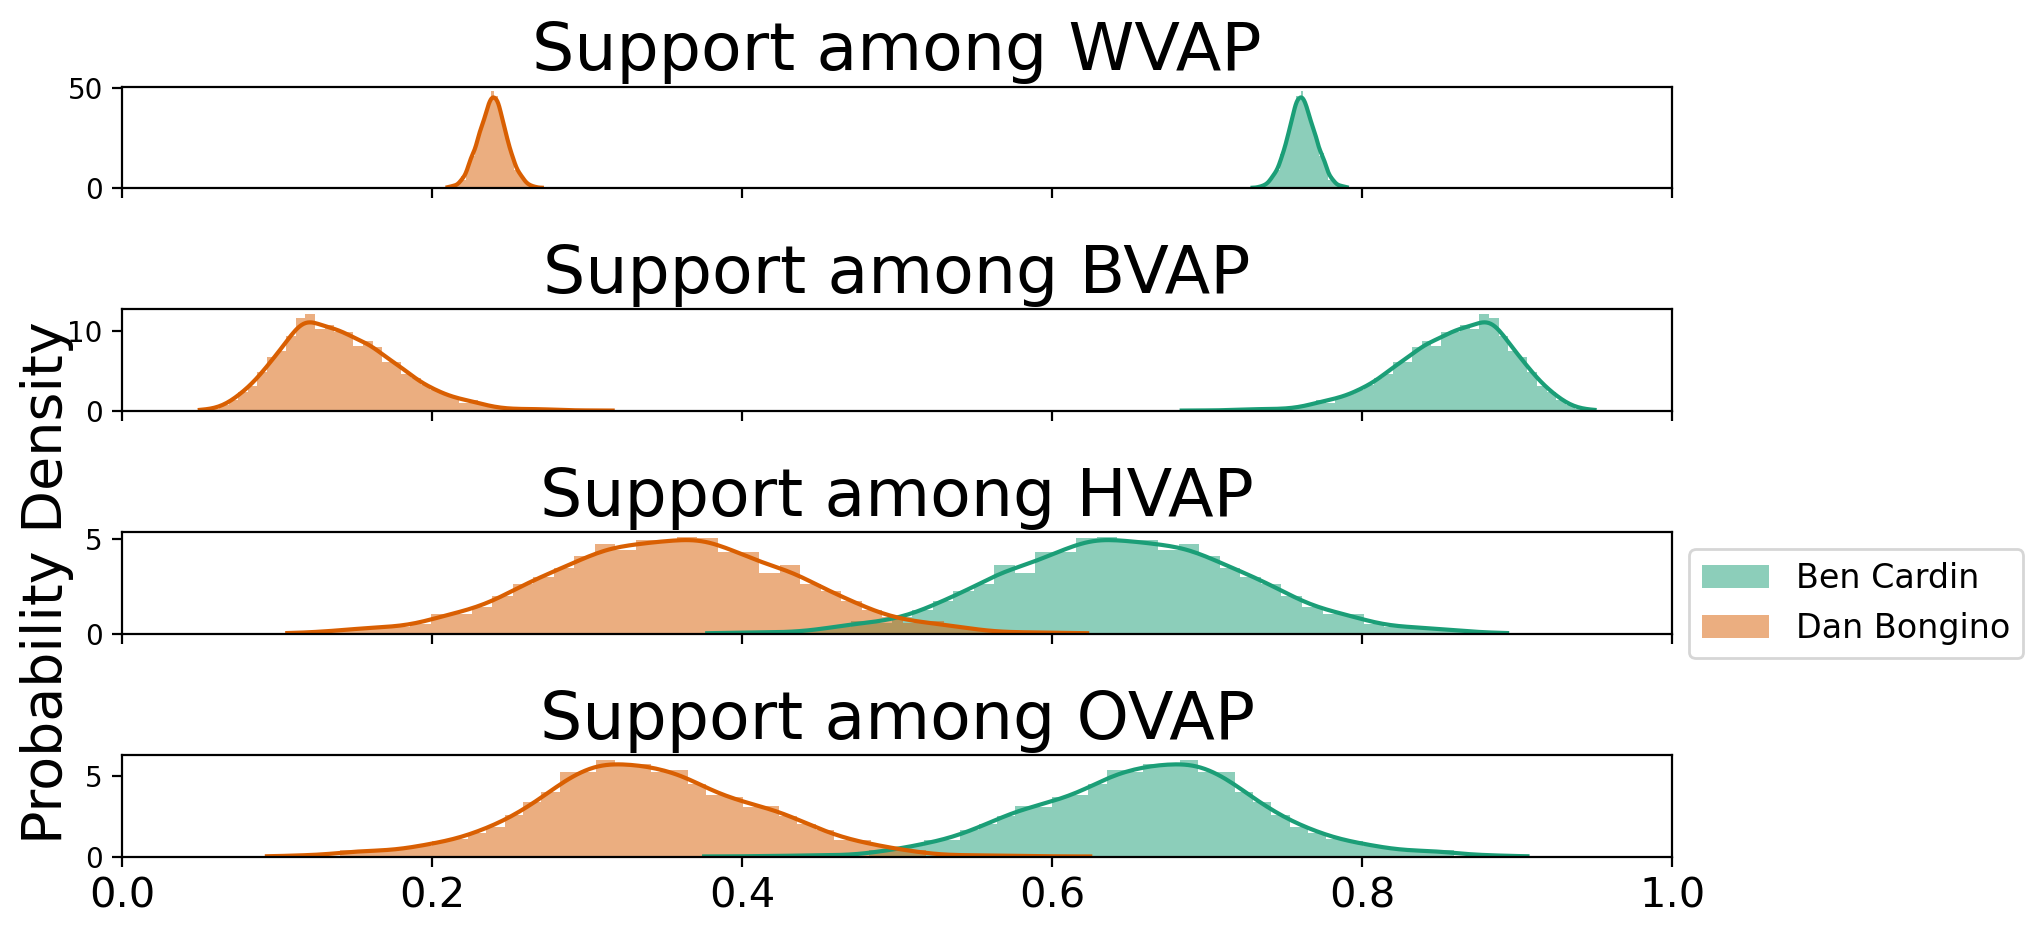 Support among WVAP
50
0
Support among BVAP
10
0
Support among HVAP
5
0
Support among OVAP
5
0
0.0 0.2 0.4 0.6 0.8 1.0
Probability Density
Ben Cardin
Dan Bongino